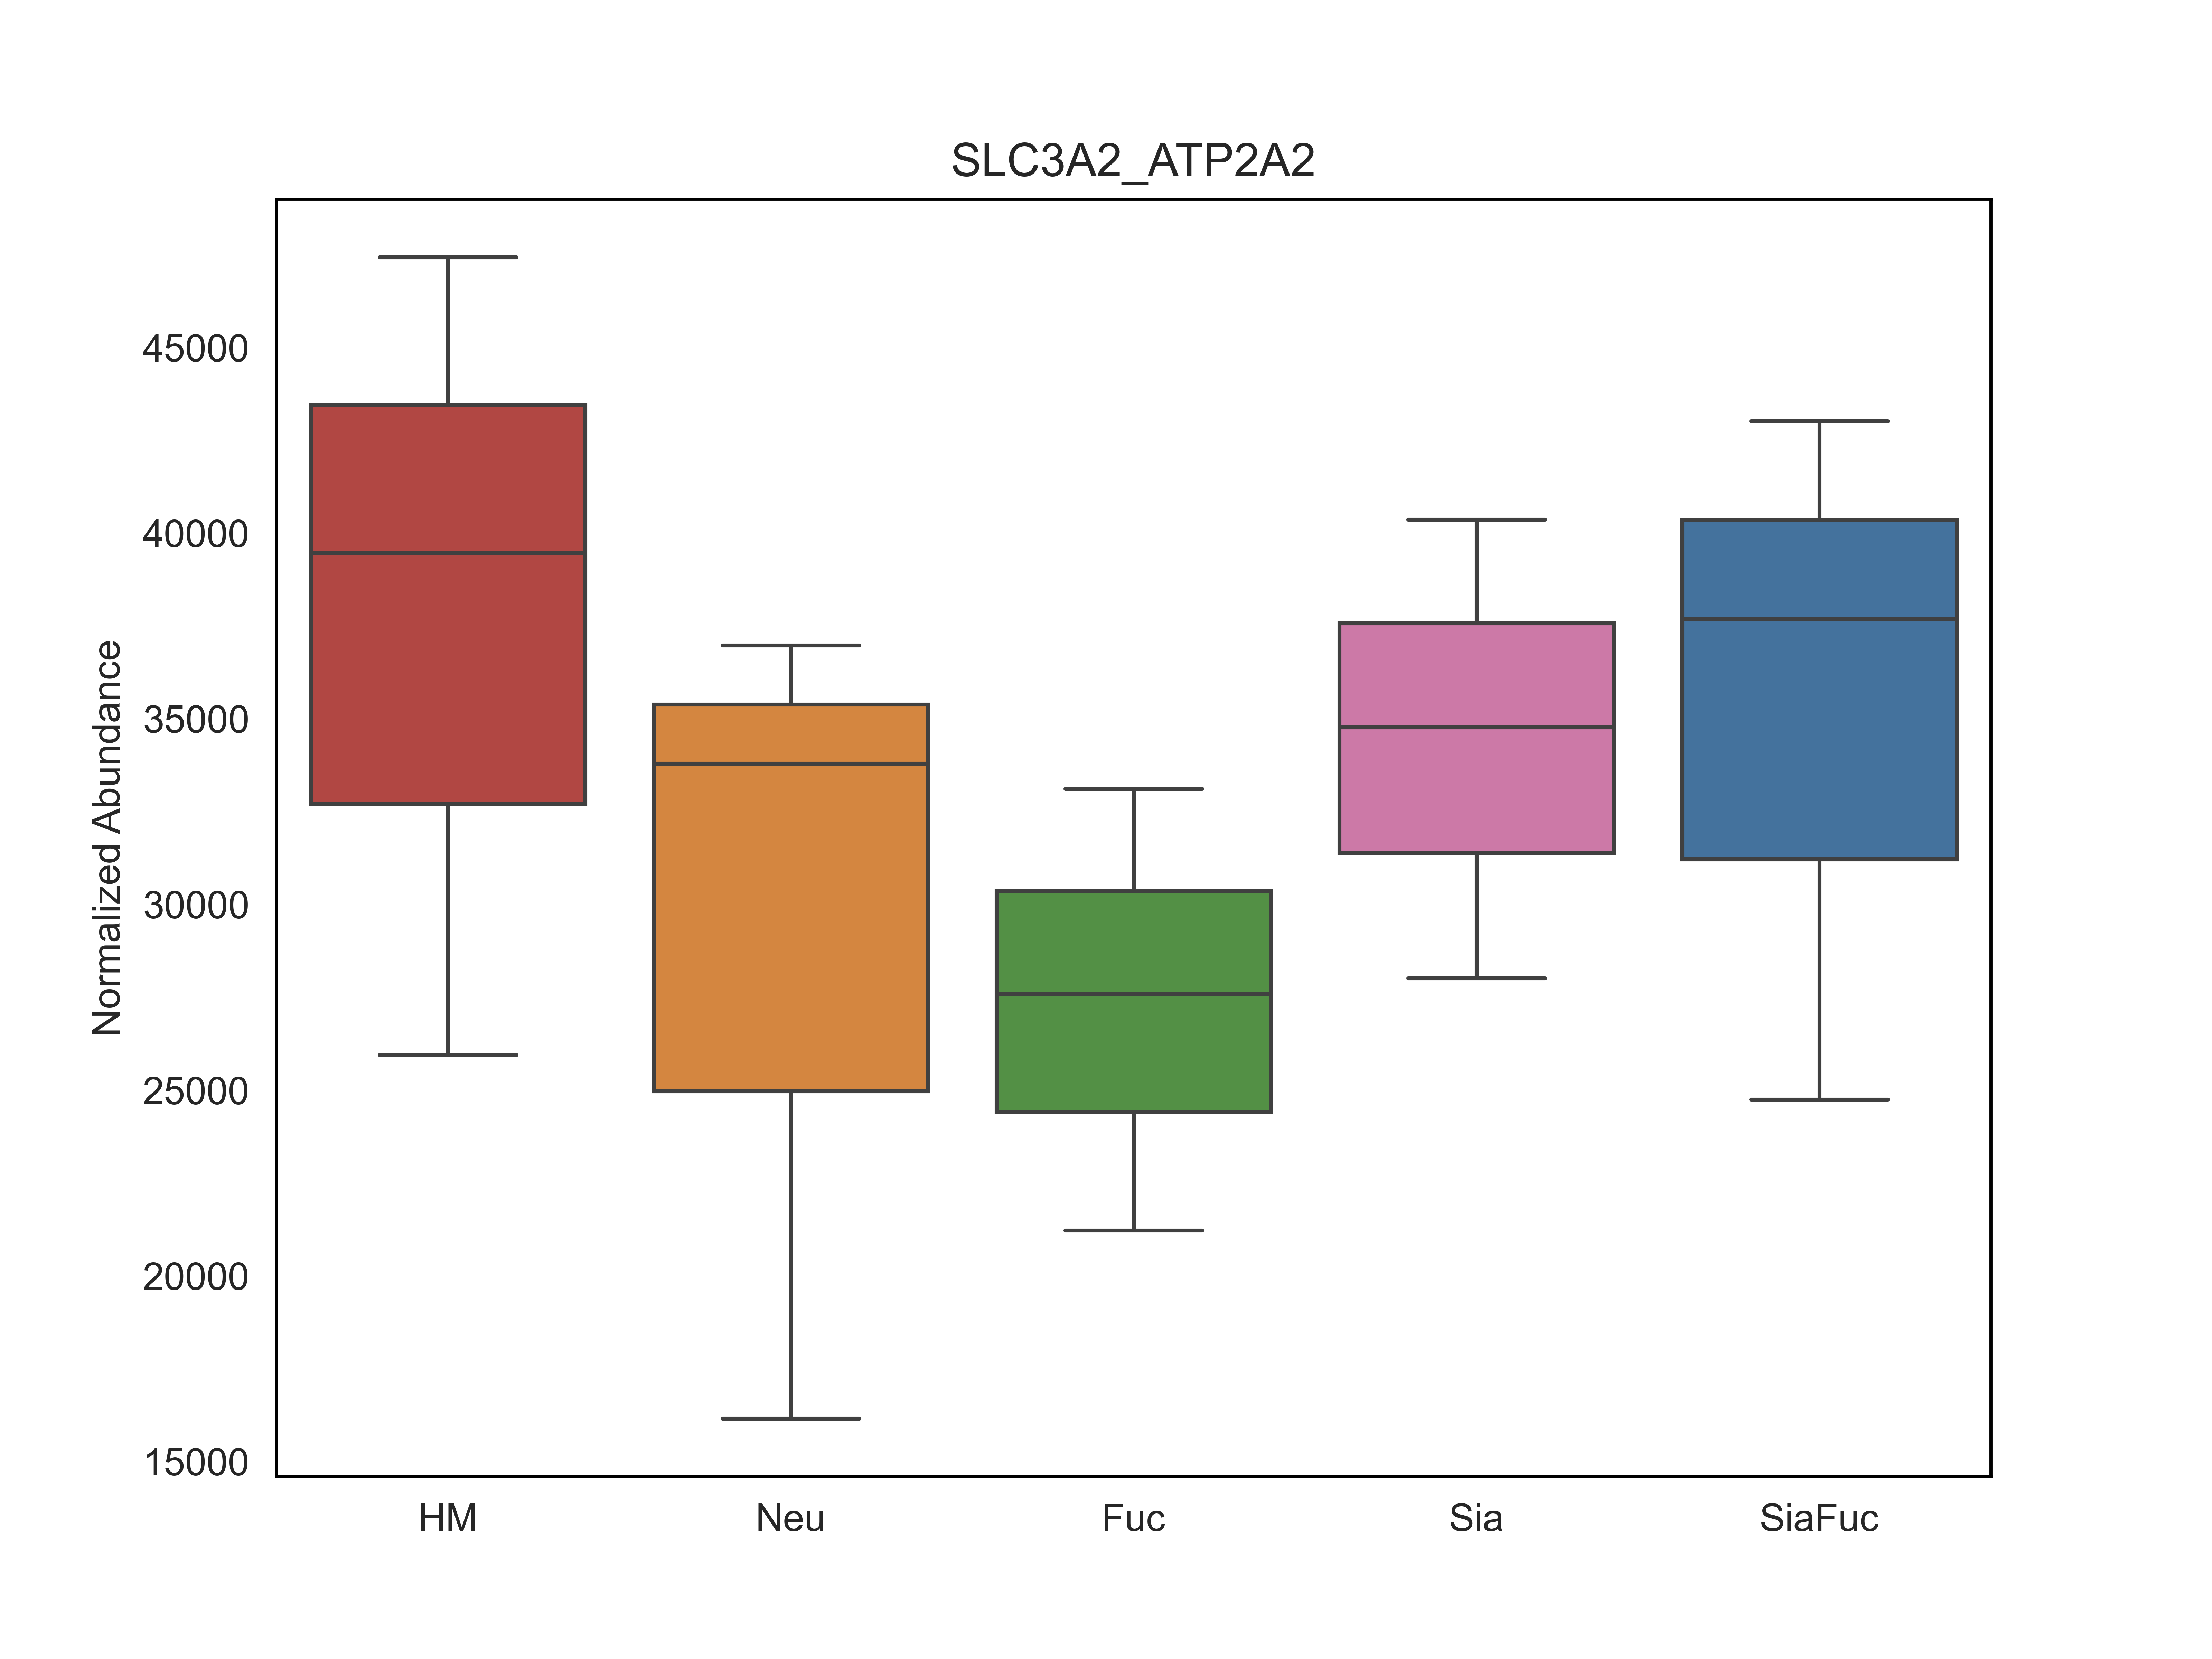 SLC3A2_ATP2A2
Normalized Abundance
45000
40000
35000
30000
25000
20000
15000
HM
Neu
Fuc
Sia
SiaFuc